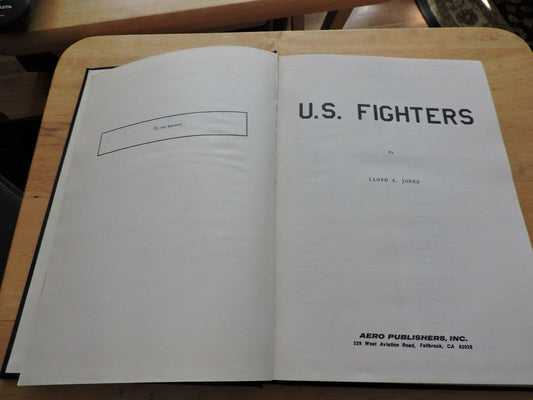 To my parents
U.S. FIGHTERS
By
LLOYD S. JONES
AERO PUBLISHERS, INC.
329 West Aviation Road, Fallbrook, CA 92028